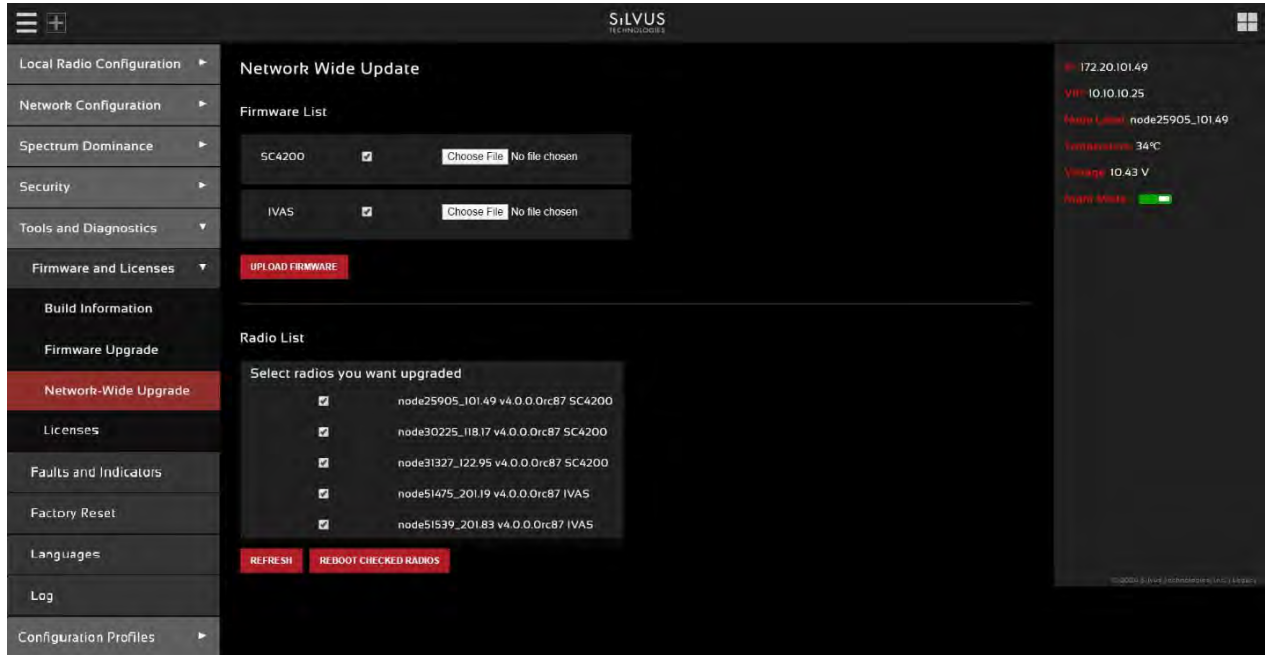 SiLVUS
TECHNOLOGIES
Local Radio Configuration
Network Configuration
Spectrum Dominance
Security
Tools and Diagnostics
Firmware and Licenses
Build Information
Firmware Upgrade
Network-Wide Upgrade
Licenses
Faults and Indicators
Factory Reset
Languages
Log
Configuration Profiles
Network Wide Update
Firmware List
SC4200 Choose File No file chosen
IVAS Choose File No file chosen
UPLOAD FIRMWARE
Radio List
Select radios you want upgraded
node25905_101.49 v4.0.0.0rc87 SC4200
node30225_118.17 v4.0.0.0rc87 SC4200
node31327_122.95 v4.0.0.0rc87 SC4200
node51475_201.19 v4.0.0.0rc87 IVAS
node51539_201.83 v4.0.0.0rc87 IVAS
REFRESH REBOOT CHECKED RADIOS
172.20.101.49
10.10.10.25
node25905_101.49
34°C
Voltage: 10.43 V